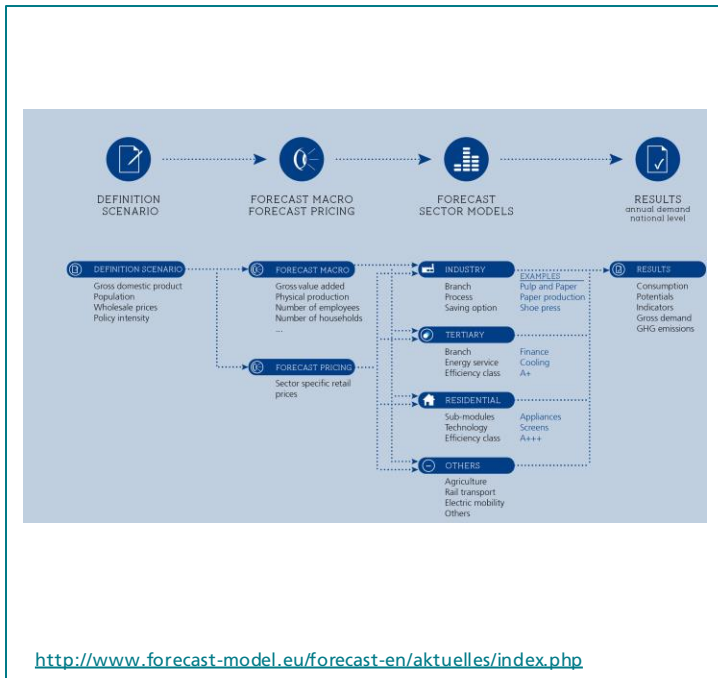 DEFINITION
SCENARIO
FORECAST MACRO
FORECAST PRICING
FORECAST
SECTOR MODELS
RESULTS
annual demand
national level
DEFINITION SCENARIO
Gross domestic product
Population
Wholesale prices
Policy intensity
FORECAST MACRO
Gross value added
Physical production
Number of employees
Number of households
...
FORECAST PRICING
Sector specific retail
prices
INDUSTRY
EXAMPLES
Branch Pulp and Paper
Process Paper production
Saving option Shoe press
TERTIARY
Branch Finance
Energy service Cooling
Efficiency class A+
RESIDENTIAL
Sub-modules Appliances
Technology Screens
Efficiency class A+++
OTHERS
Agriculture
Rail transport
Electric mobility
Others
RESULTS
Consumption
Potentials
Indicators
Gross demand
GHG emissions
http://www.forecast-model.eu/forecast-en/aktuelles/index.php